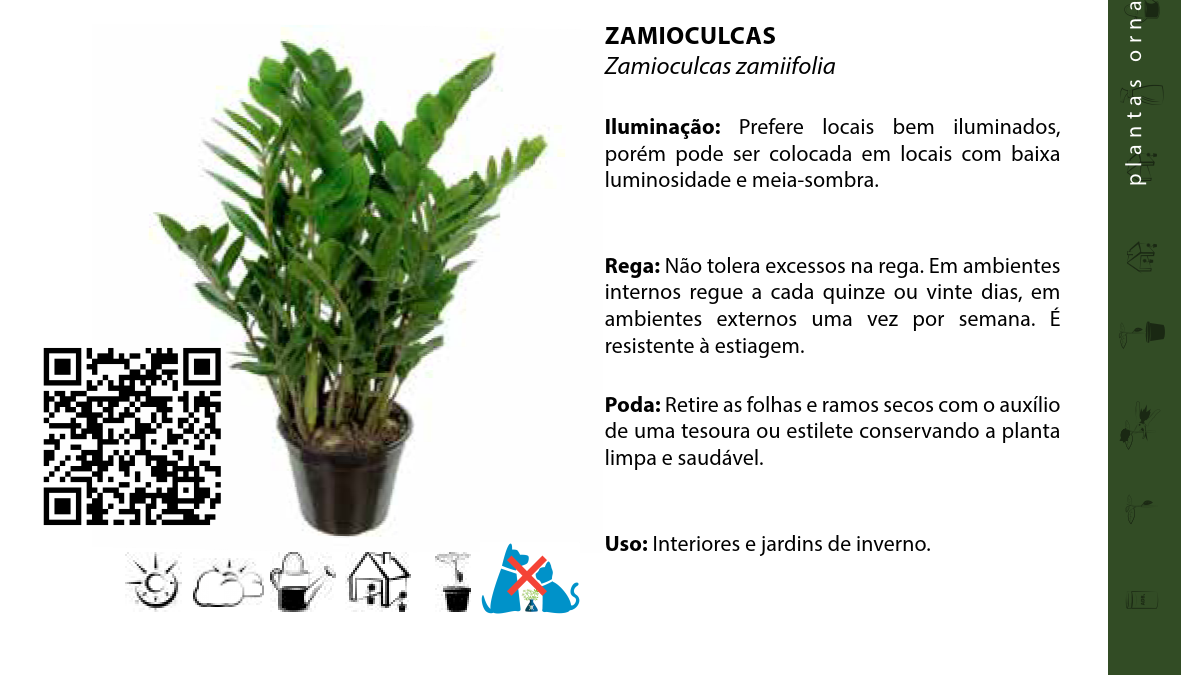 ZAMIOCULCAS
Zamioculcas zamiifolia
Iluminação: Prefere locais bem iluminados,
porém pode ser colocada em locais com baixa
luminosidade e meia-sombra.
Rega: Não tolera excessos na rega. Em ambientes
internos regue a cada quinze ou vinte dias, em
ambientes externos uma vez por semana. É
resistente à estiagem.
Poda: Retire as folhas e ramos secos com o auxílio
de uma tesoura ou estilete conservando a planta
limpa e saudável.
Uso: Interiores e jardins de inverno.
plantas orna